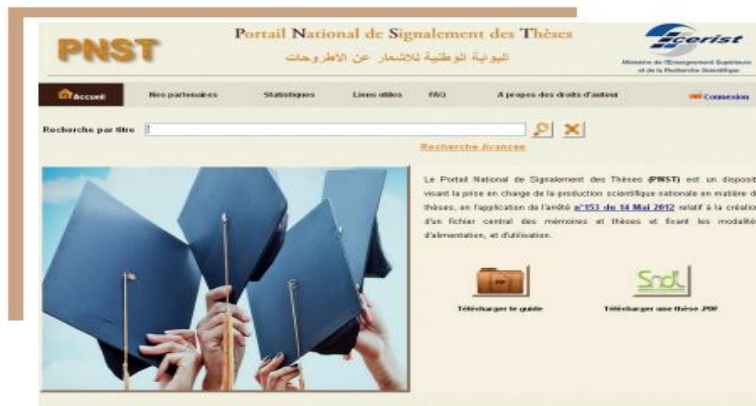 PNST
Portail National de Signalement des Thèses
البوابة الوطنية للاشعار عن الأطروحات
cerist
Ministère de l'Enseignement Supérieure
et de la Recherche Scientifique
Accueil
Nos partenaires
Statistiques
Liens utiles
FAQ
A propos des droits d'auteur
Connexion
Recherche par titre
Recherche Avancée
Le Portail National de Signalement des Thèses (PNST) est un disposit
visant la prise en charge de la production scientifique nationale en matière d
thèses, en l'application de l'arrêté n°153 du 14 Mai 2012 relatif à la création
d'un fichier central des mémoires et thèses et fixant les modalités
d'alimentation, et d'utilisation.
Sndl
Télécharger le guide
Télécharger une thèse .PDF